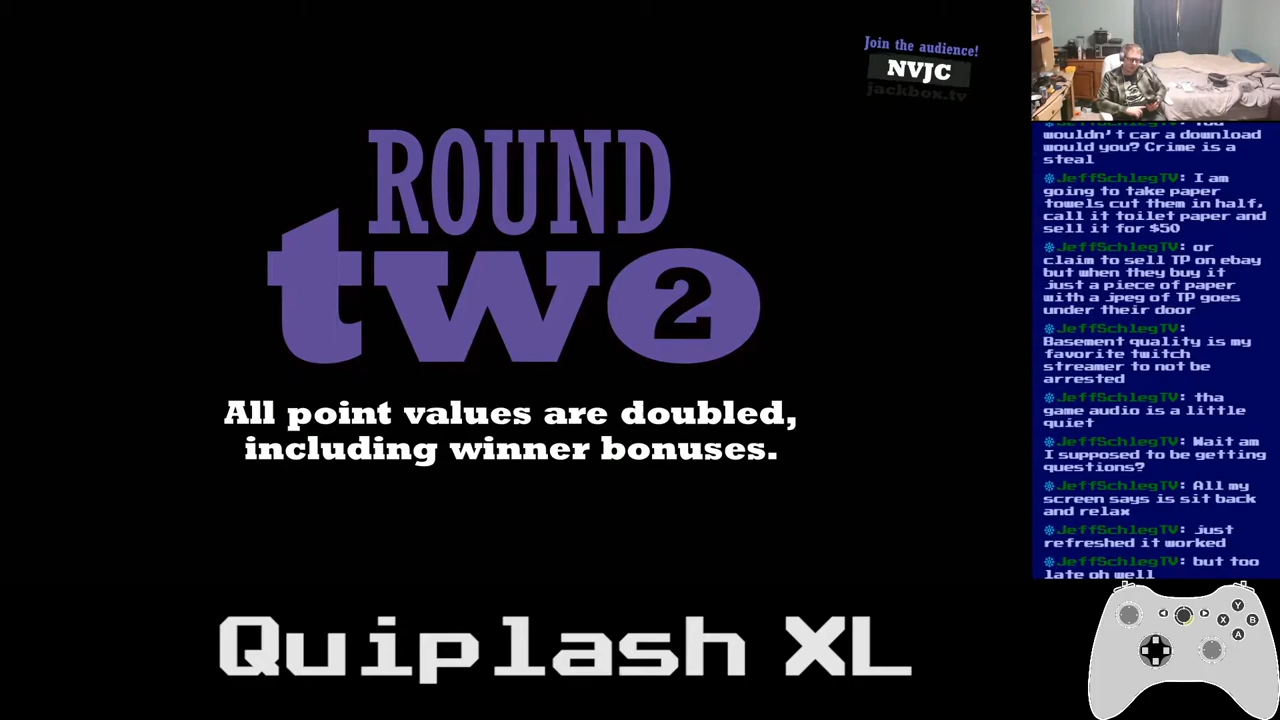 Join the audience!
NVJC
jackbox.tv
ROUND
two
2
All point values are doubled,
including winner bonuses.
Quiplash XL
wouldn't car a download
would you? Crime is a
steal
JeffSchlegTV: I am
going to take paper
towels cut them in half,
call it toilet paper and
sell it for $50
JeffSchlegTV: or
claim to sell TP on ebay
but when they buy it
just a piece of paper
with a jpeg of TP goes
under their door
JeffSchlegTV:
Basement quality is my
favorite twitch
streamer to not be
arrested
JeffSchlegTV: tha
game audio is a little
quiet
JeffSchlegTV: Wait am
I supposed to be getting
questions?
JeffSchlegTV: All my
screen says is sit back
and relax
JeffSchlegTV: just
refreshed it worked
JeffSchlegTV: but too
late oh well
Y
X
B
A